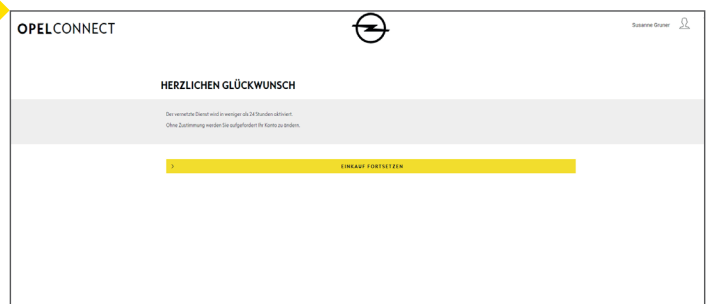 OPELCONNECT
Susanne Gruner
HERZLICHEN GLÜCKWUNSCH
Der vernetzte Dienst wird in weniger als 24 Stunden aktiviert.
Ohne Zustimmung werden Sie aufgefordert Ihr Konto zu ändern.
> EINKAUF FORTSETZEN